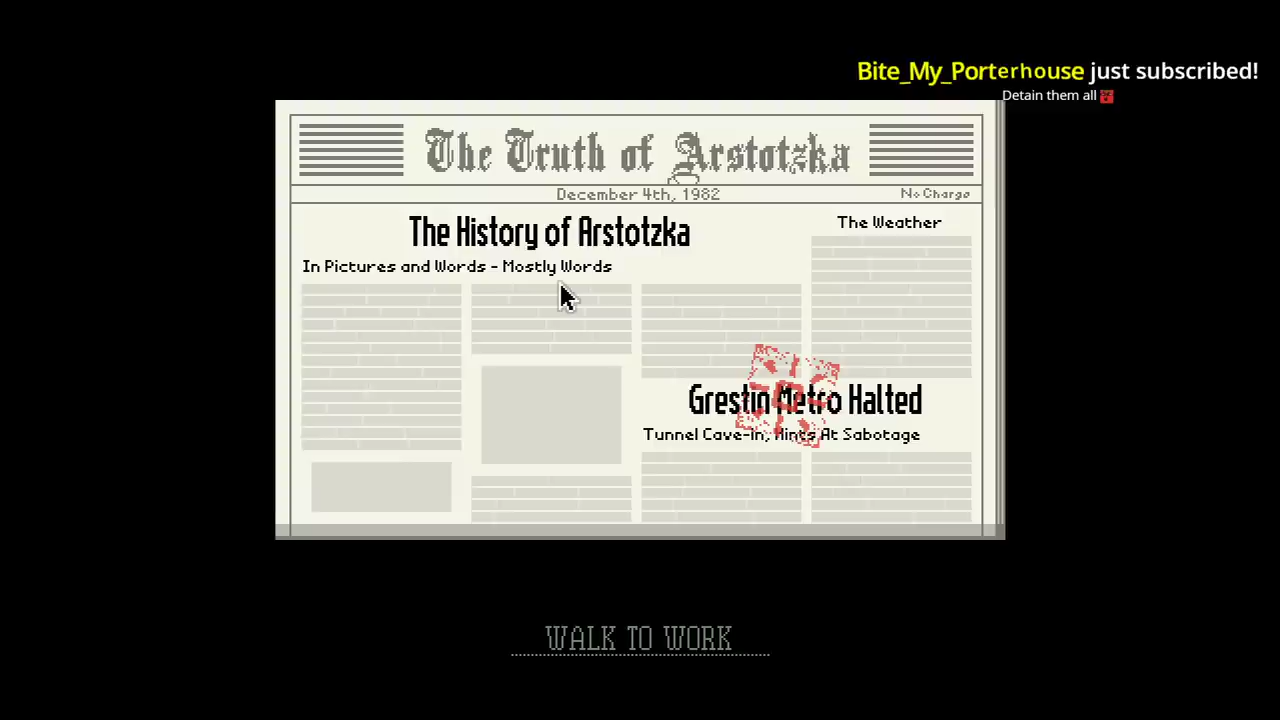 Bite_My_Porterhouse just subscribed!
Detain them all
The Truth of Arstotzka
December 4th, 1982
No Charge
The History of Arstotzka
In Pictures and Words - Mostly Words
The Weather
Grestin Metro Halted
Tunnel Cave-in, Hints At Sabotage
WALK TO WORK